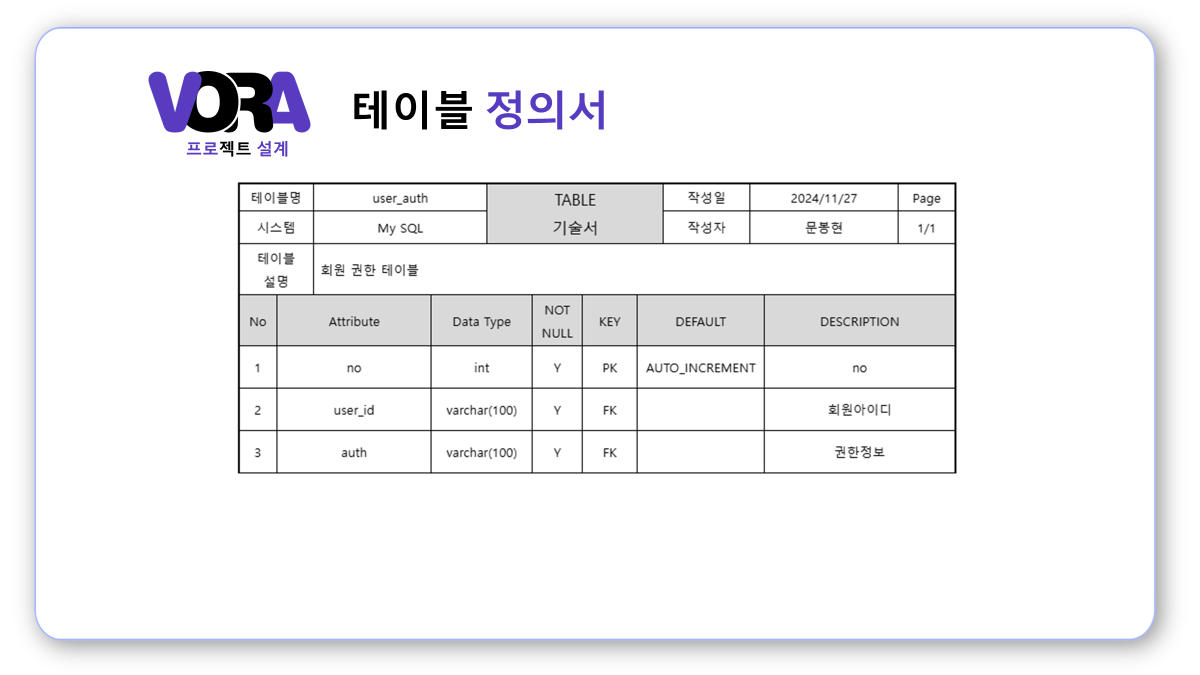 VORA
프로젝트 설계
테이블 정의서
테이블명 user_auth TABLE 기술서 작성일 2024/11/27 Page
시스템 My SQL 작성자 문봉현 1/1
테이블 설명 회원 권한 테이블
No Attribute Data Type NOT NULL KEY DEFAULT DESCRIPTION
1 no int Y PK AUTO_INCREMENT no
2 user_id varchar(100) Y FK 회원아이디
3 auth varchar(100) Y FK 권한정보